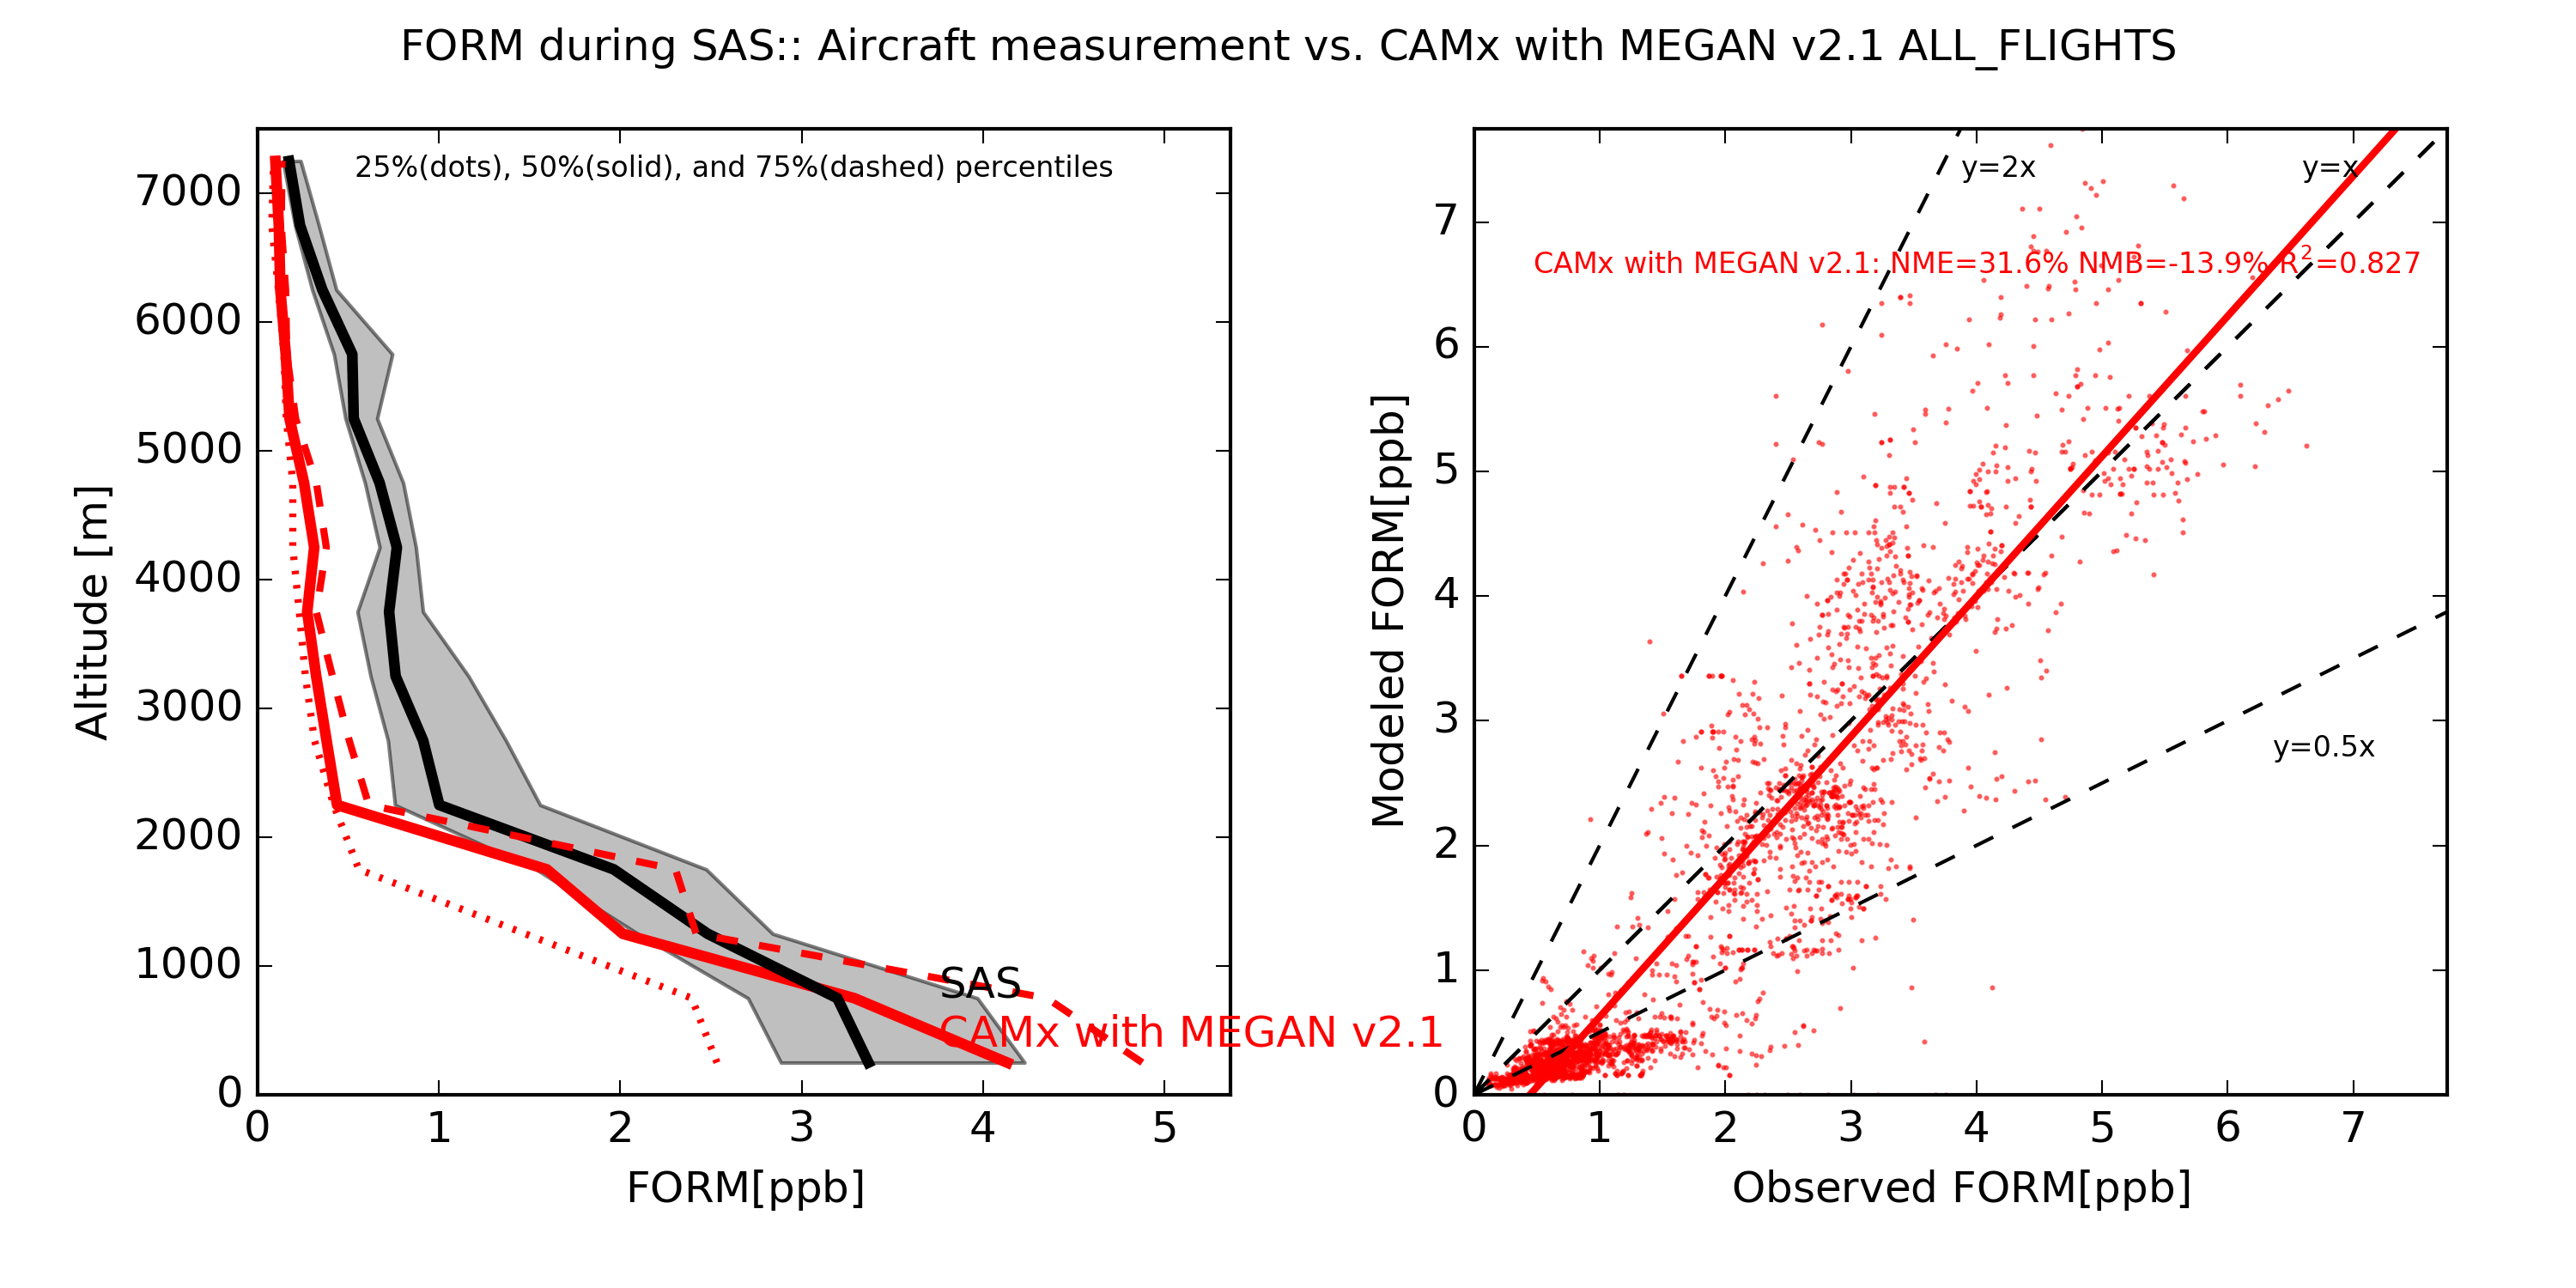 FORM during SAS:: Aircraft measurement vs. CAMx with MEGAN v2.1 ALL_FLIGHTS
25%(dots), 50%(solid), and 75%(dashed) percentiles
Altitude [m]
7000
6000
5000
4000
3000
2000
1000
0
SAS
CAMx with MEGAN v2.1
0 1 2 3 4 5
FORM[ppb]
y=2x
y=x
CAMx with MEGAN v2.1: NME=31.6% NMB=-13.9% R²=0.827
y=0.5x
Modeled FORM[ppb]
7
6
5
4
3
2
1
0
0 1 2 3 4 5 6 7
Observed FORM[ppb]